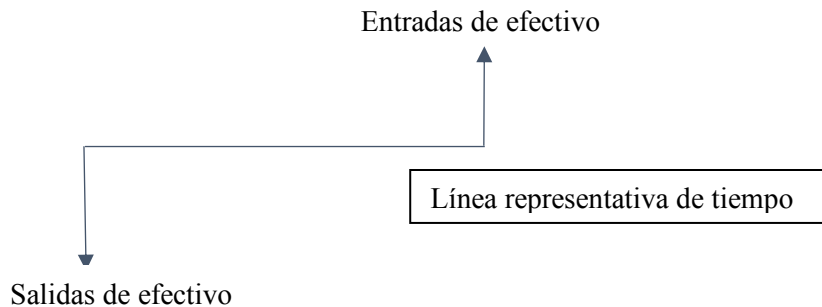 Entradas de efectivo
Línea representativa de tiempo
Salidas de efectivo